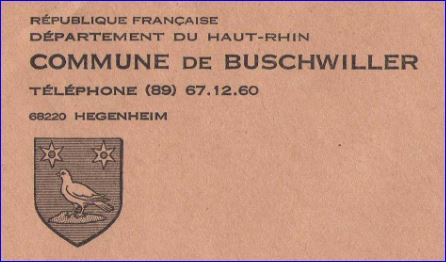 RÉPUBLIQUE FRANÇAISE
DÉPARTEMENT DU HAUT-RHIN
COMMUNE DE BUSCHWILLER
TÉLÉPHONE (89) 67.12.60
68220 HEGENHEIM